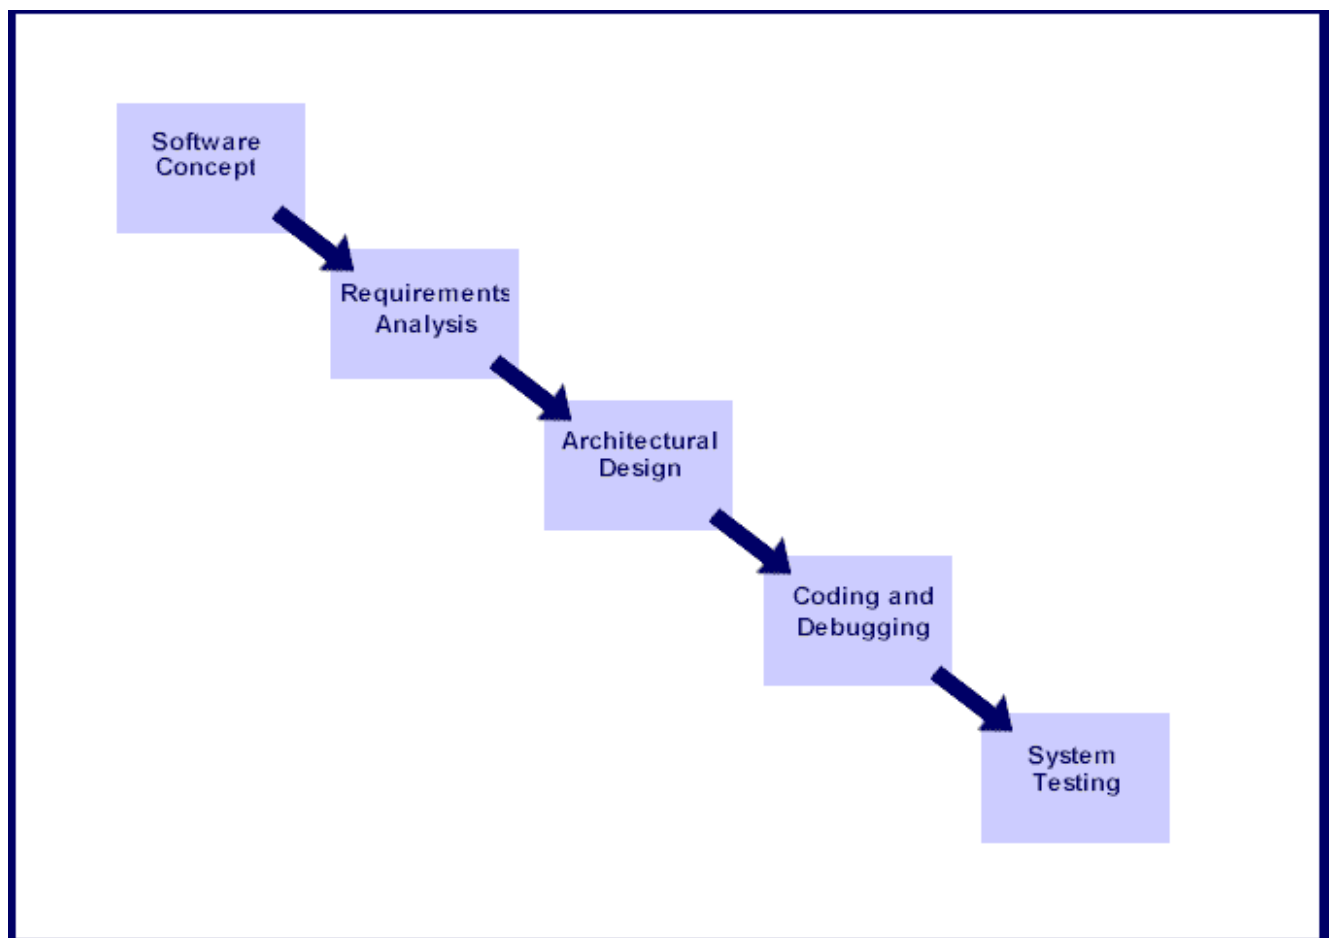 Software
Concept
Requirements
Analysis
Architectural
Design
Coding and
Debugging
System
Testing